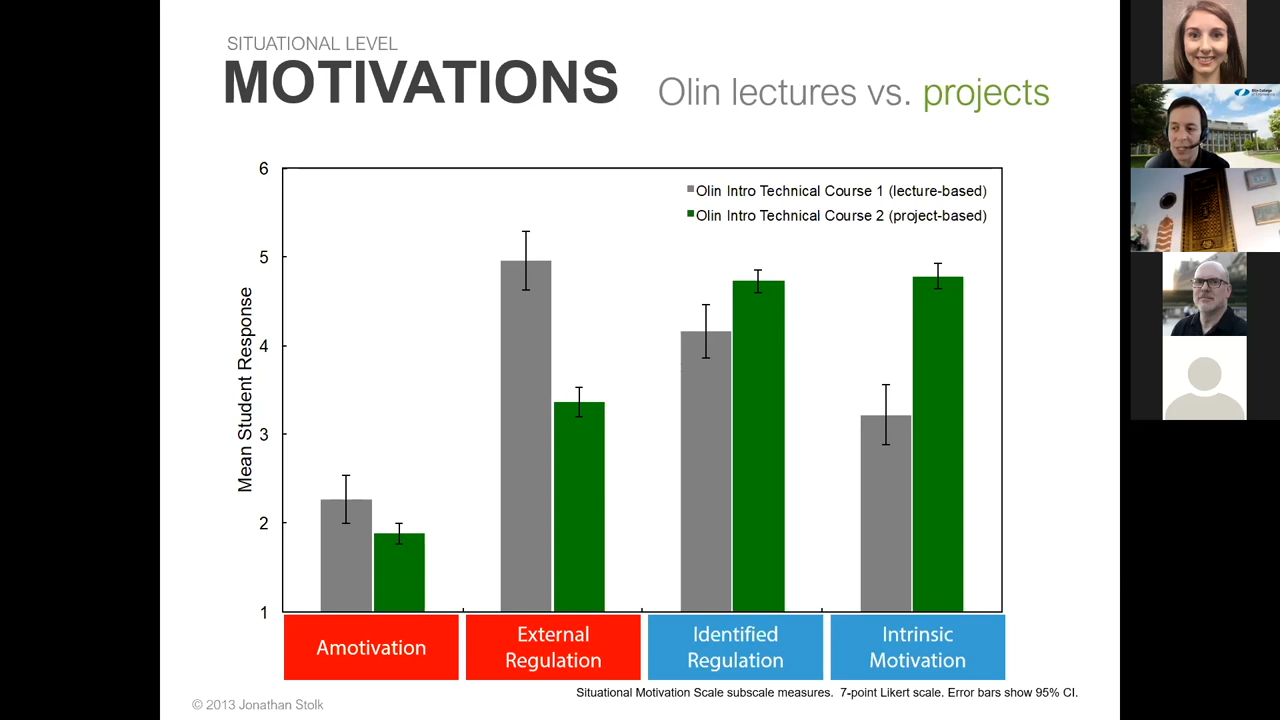 SITUATIONAL LEVEL
MOTIVATIONS Olin lectures vs. projects
6
5
4
3
2
1
Mean Student Response
Olin Intro Technical Course 1 (lecture-based)
Olin Intro Technical Course 2 (project-based)
Amotivation
External
Regulation
Identified
Regulation
Intrinsic
Motivation
Situational Motivation Scale subscale measures. 7-point Likert scale. Error bars show 95% CI.
© 2013 Jonathan Stolk